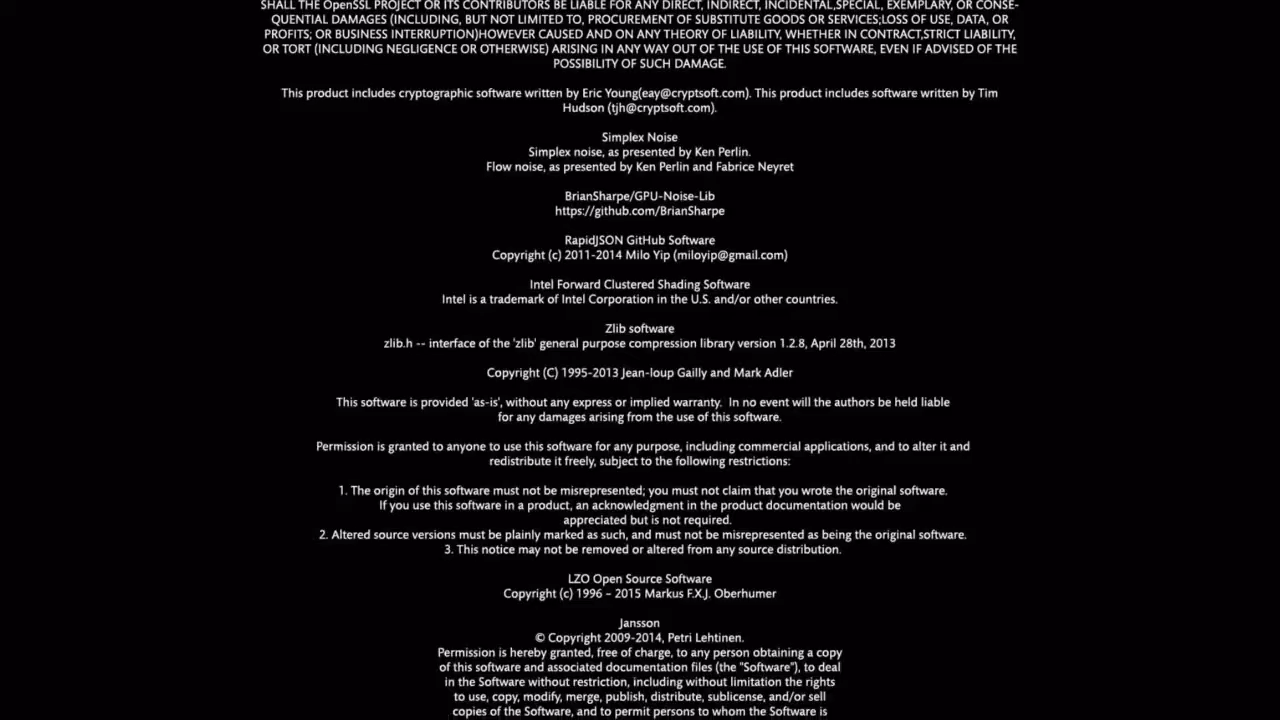 SHALL THE OpenSSL PROJECT OR ITS CONTRIBUTORS BE LIABLE FOR ANY DIRECT, INDIRECT, INCIDENTAL,SPECIAL, EXEMPLARY, OR CONSE-
QUENTIAL DAMAGES (INCLUDING, BUT NOT LIMITED TO, PROCUREMENT OF SUBSTITUTE GOODS OR SERVICES;LOSS OF USE, DATA, OR
PROFITS; OR BUSINESS INTERRUPTION)HOWEVER CAUSED AND ON ANY THEORY OF LIABILITY, WHETHER IN CONTRACT,STRICT LIABILITY,
OR TORT (INCLUDING NEGLIGENCE OR OTHERWISE) ARISING IN ANY WAY OUT OF THE USE OF THIS SOFTWARE, EVEN IF ADVISED OF THE
POSSIBILITY OF SUCH DAMAGE.
This product includes cryptographic software written by Eric Young(eay@cryptsoft.com). This product includes software written by Tim
Hudson (tjh@cryptsoft.com).
Simplex Noise
Simplex noise, as presented by Ken Perlin.
Flow noise, as presented by Ken Perlin and Fabrice Neyret
BrianSharpe/GPU-Noise-Lib
https://github.com/BrianSharpe
RapidJSON GitHub Software
Copyright (c) 2011-2014 Milo Yip (miloyip@gmail.com)
Intel Forward Clustered Shading Software
Intel is a trademark of Intel Corporation in the U.S. and/or other countries.
Zlib software
zlib.h -- interface of the 'zlib' general purpose compression library version 1.2.8, April 28th, 2013
Copyright (C) 1995-2013 Jean-loup Gailly and Mark Adler
This software is provided 'as-is', without any express or implied warranty.  In no event will the authors be held liable
for any damages arising from the use of this software.
Permission is granted to anyone to use this software for any purpose, including commercial applications, and to alter it and
redistribute it freely, subject to the following restrictions:
1. The origin of this software must not be misrepresented; you must not claim that you wrote the original software.
If you use this software in a product, an acknowledgment in the product documentation would be
appreciated but is not required.
2. Altered source versions must be plainly marked as such, and must not be misrepresented as being the original software.
3. This notice may not be removed or altered from any source distribution.
LZO Open Source Software
Copyright (c) 1996 – 2015 Markus F.X.J. Oberhumer
Jansson
© Copyright 2009-2014, Petri Lehtinen.
Permission is hereby granted, free of charge, to any person obtaining a copy
of this software and associated documentation files (the "Software"), to deal
in the Software without restriction, including without limitation the rights
to use, copy, modify, merge, publish, distribute, sublicense, and/or sell
copies of the Software, and to permit persons to whom the Software is